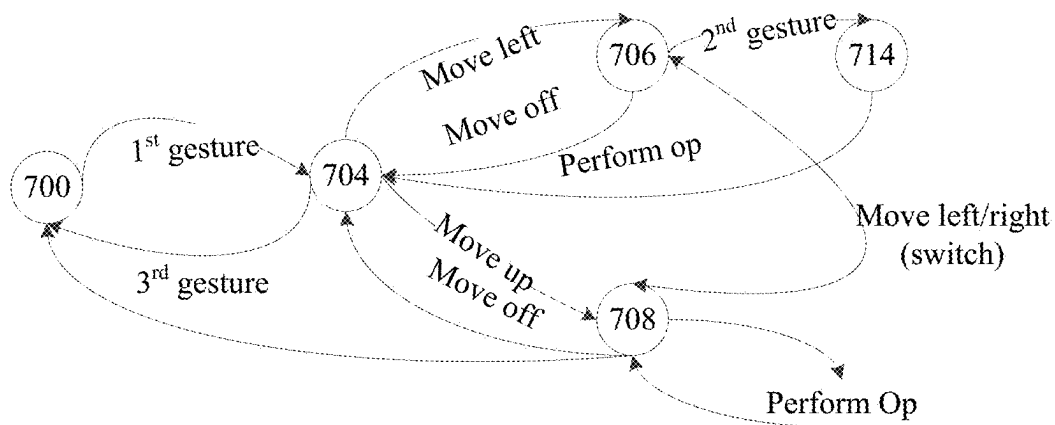 Move left
706
2nd gesture
714
Move off
1st gesture
Perform op
700
704
Move left/right
(switch)
3rd gesture
Move up
Move off
708
Perform Op